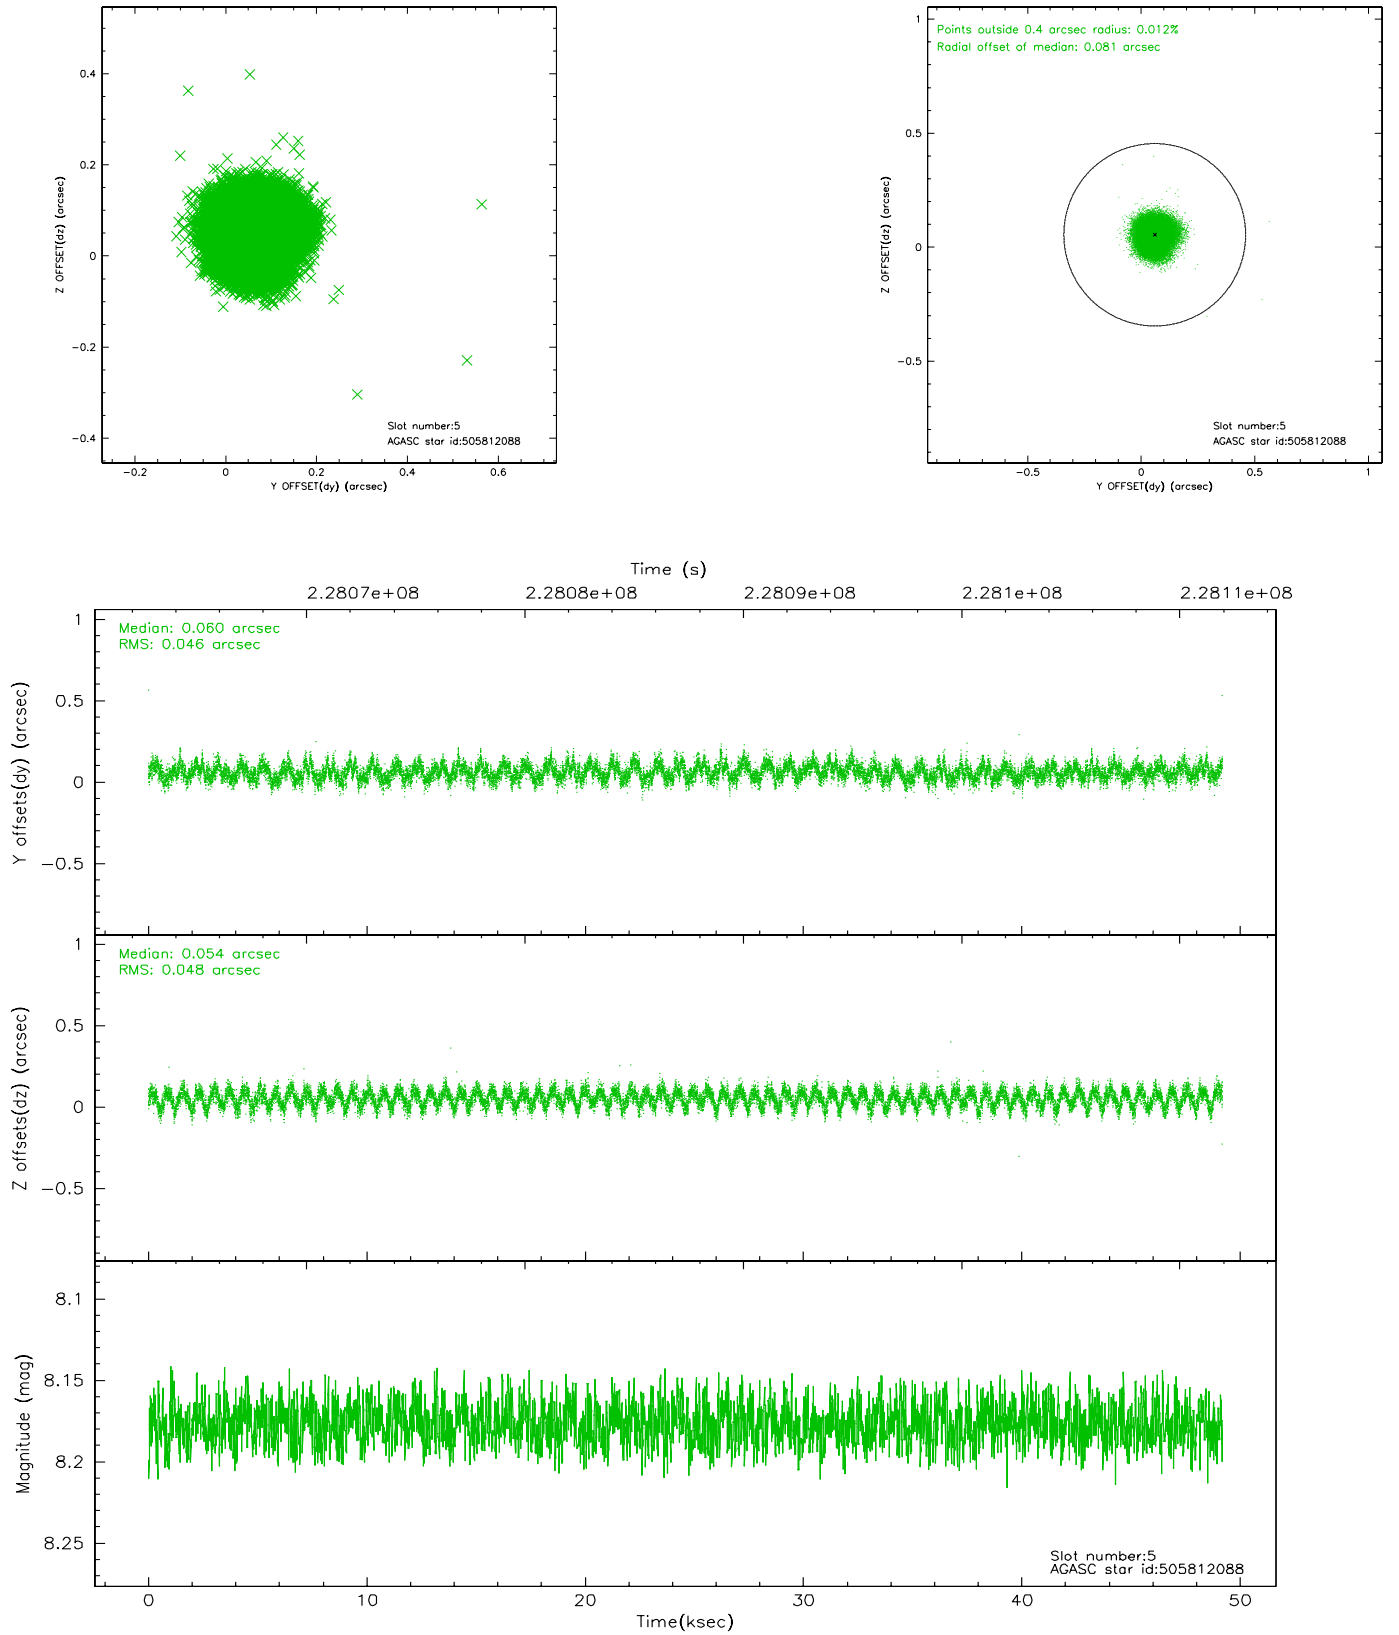 0.4
0.2
0
−0.2
−0.4
Z OFFSET(dz) (arcsec)
Slot number:5
AGASC star id:505812088
−0.2 0 0.2 0.4 0.6
Y OFFSET(dy) (arcsec)
Points outside 0.4 arcsec radius: 0.012%
Radial offset of median: 0.081 arcsec
1
0.5
0
−0.5
Z OFFSET(dz) (arcsec)
Slot number:5
AGASC star id:505812088
−0.5 0 0.5 1
Y OFFSET(dy) (arcsec)
Time (s)
2.2807e+08 2.2808e+08 2.2809e+08 2.281e+08 2.2811e+08
Median: 0.060 arcsec
RMS: 0.046 arcsec
1
0.5
0
−0.5
Y offsets(dy) (arcsec)
Median: 0.054 arcsec
RMS: 0.048 arcsec
1
0.5
0
−0.5
Z offsets(dz) (arcsec)
8.1
8.15
8.2
8.25
Magnitude (mag)
Slot number:5
AGASC star id:505812088
0 10 20 30 40 50
Time(ksec)